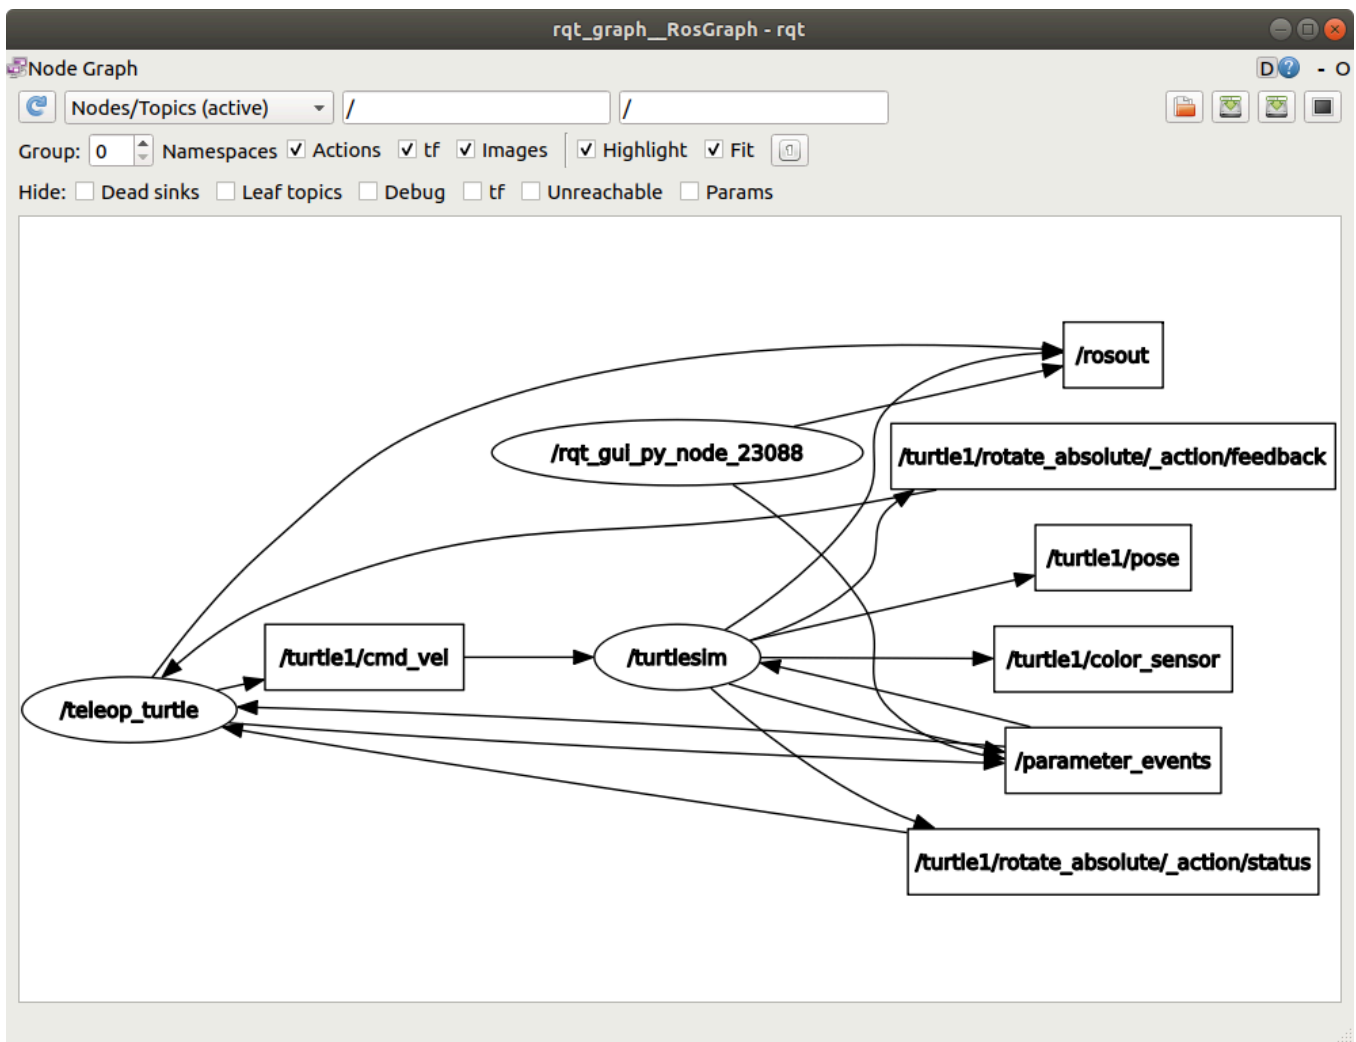 rqt_graph__RosGraph - rqt
Node Graph
D ? - O
Nodes/Topics (active) / /
Group: 0 Namespaces Actions tf Images Highlight Fit
Hide: Dead sinks Leaf topics Debug tf Unreachable Params
/rosout
/rqt_gui_py_node_23088
/turtle1/rotate_absolute/_action/feedback
/turtle1/pose
/turtle1/cmd_vel
/turtlesim
/turtle1/color_sensor
/teleop_turtle
/parameter_events
/turtle1/rotate_absolute/_action/status